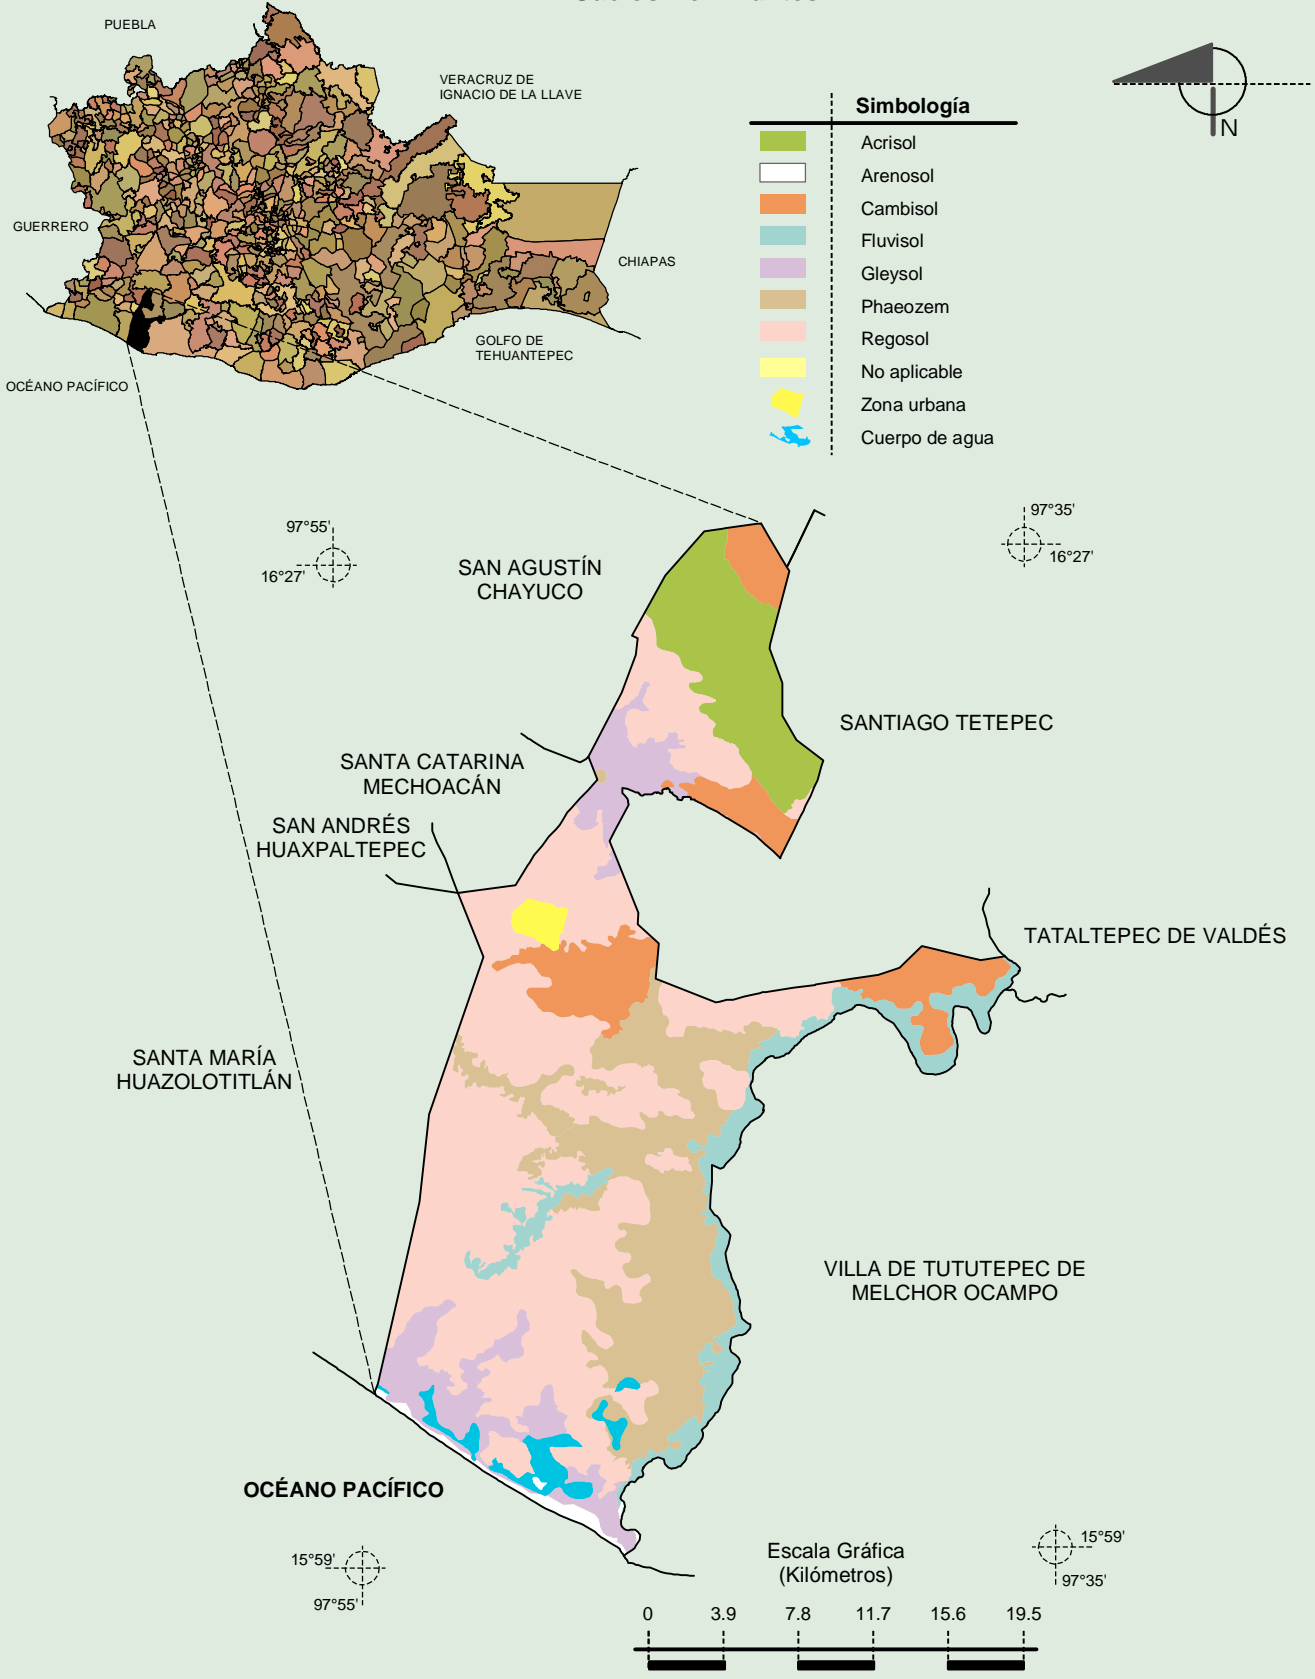 PUEBLA
VERACRUZ DE
IGNACIO DE LA LLAVE
GUERRERO
CHIAPAS
GOLFO DE
TEHUANTEPEC
OCÉANO PACÍFICO
N
Simbología
Acrisol
Arenosol
Cambisol
Fluvisol
Gleysol
Phaeozem
Regosol
No aplicable
Zona urbana
Cuerpo de agua
97°55'
16°27'
97°35'
16°27'
SAN AGUSTÍN
CHAYUCO
SANTIAGO TETEPEC
SANTA CATARINA
MECHOACÁN
SAN ANDRÉS
HUAXPALTEPEC
TATALTEPEC DE VALDÉS
SANTA MARÍA
HUAZOLOTITLÁN
VILLA DE TUTUTEPEC DE
MELCHOR OCAMPO
OCÉANO PACÍFICO
15°59'
97°55'
15°59'
97°35'
Escala Gráfica
(Kilómetros)
0 3.9 7.8 11.7 15.6 19.5